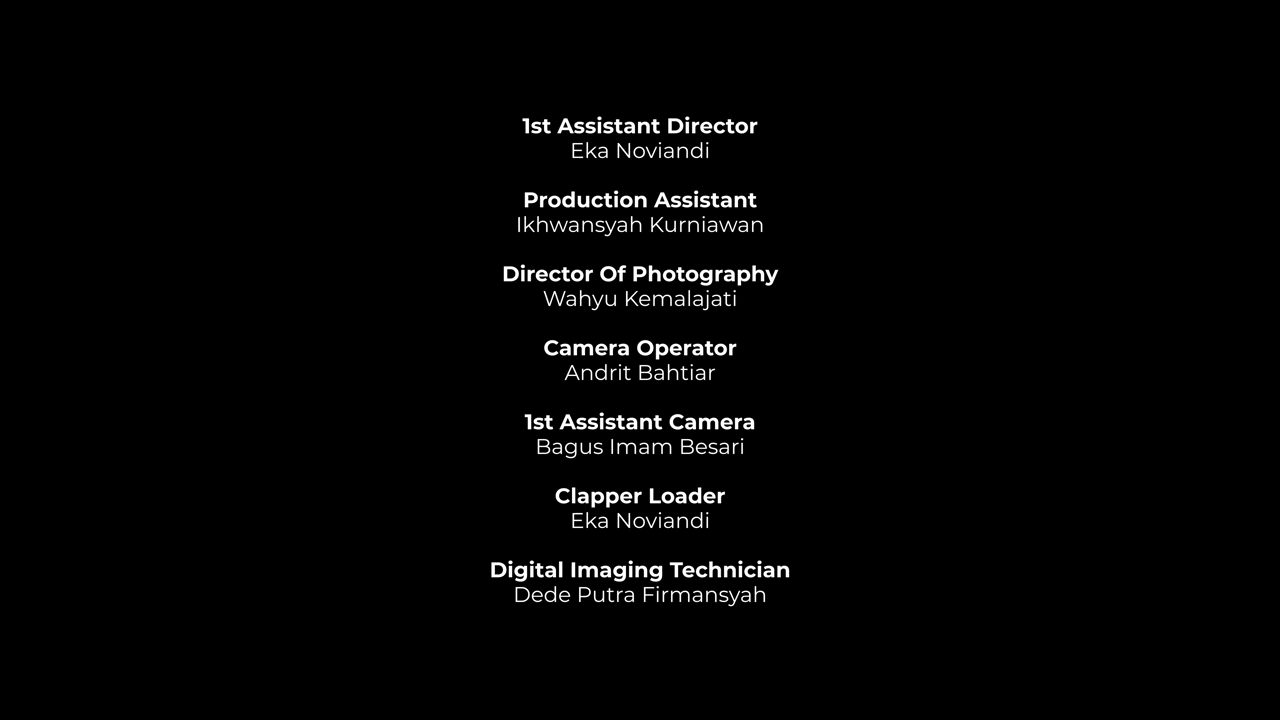 1st Assistant Director
Eka Noviandi
Production Assistant
Ikhwansyah Kurniawan
Director Of Photography
Wahyu Kemalajati
Camera Operator
Andrit Bahtiar
1st Assistant Camera
Bagus Imam Besari
Clapper Loader
Eka Noviandi
Digital Imaging Technician
Dede Putra Firmansyah